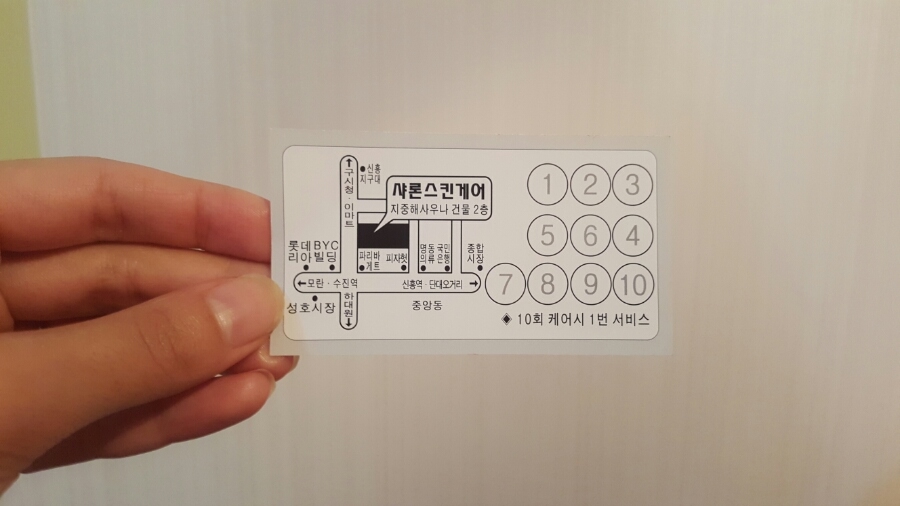 구시청·이마트
신흥
지구대
샤론스킨케어
지중해사우나 건물 2층
롯데
리아
BYC
빌딩
파리바
게트
피자헛
명동
의류
국민
은행
종합
시장
←모란·수진역
신흥역·단대오거리→
성호시장
하대원
중앙동
1 2 3
5 6 4
7 8 9 10
◈ 10회 케어시 1번 서비스